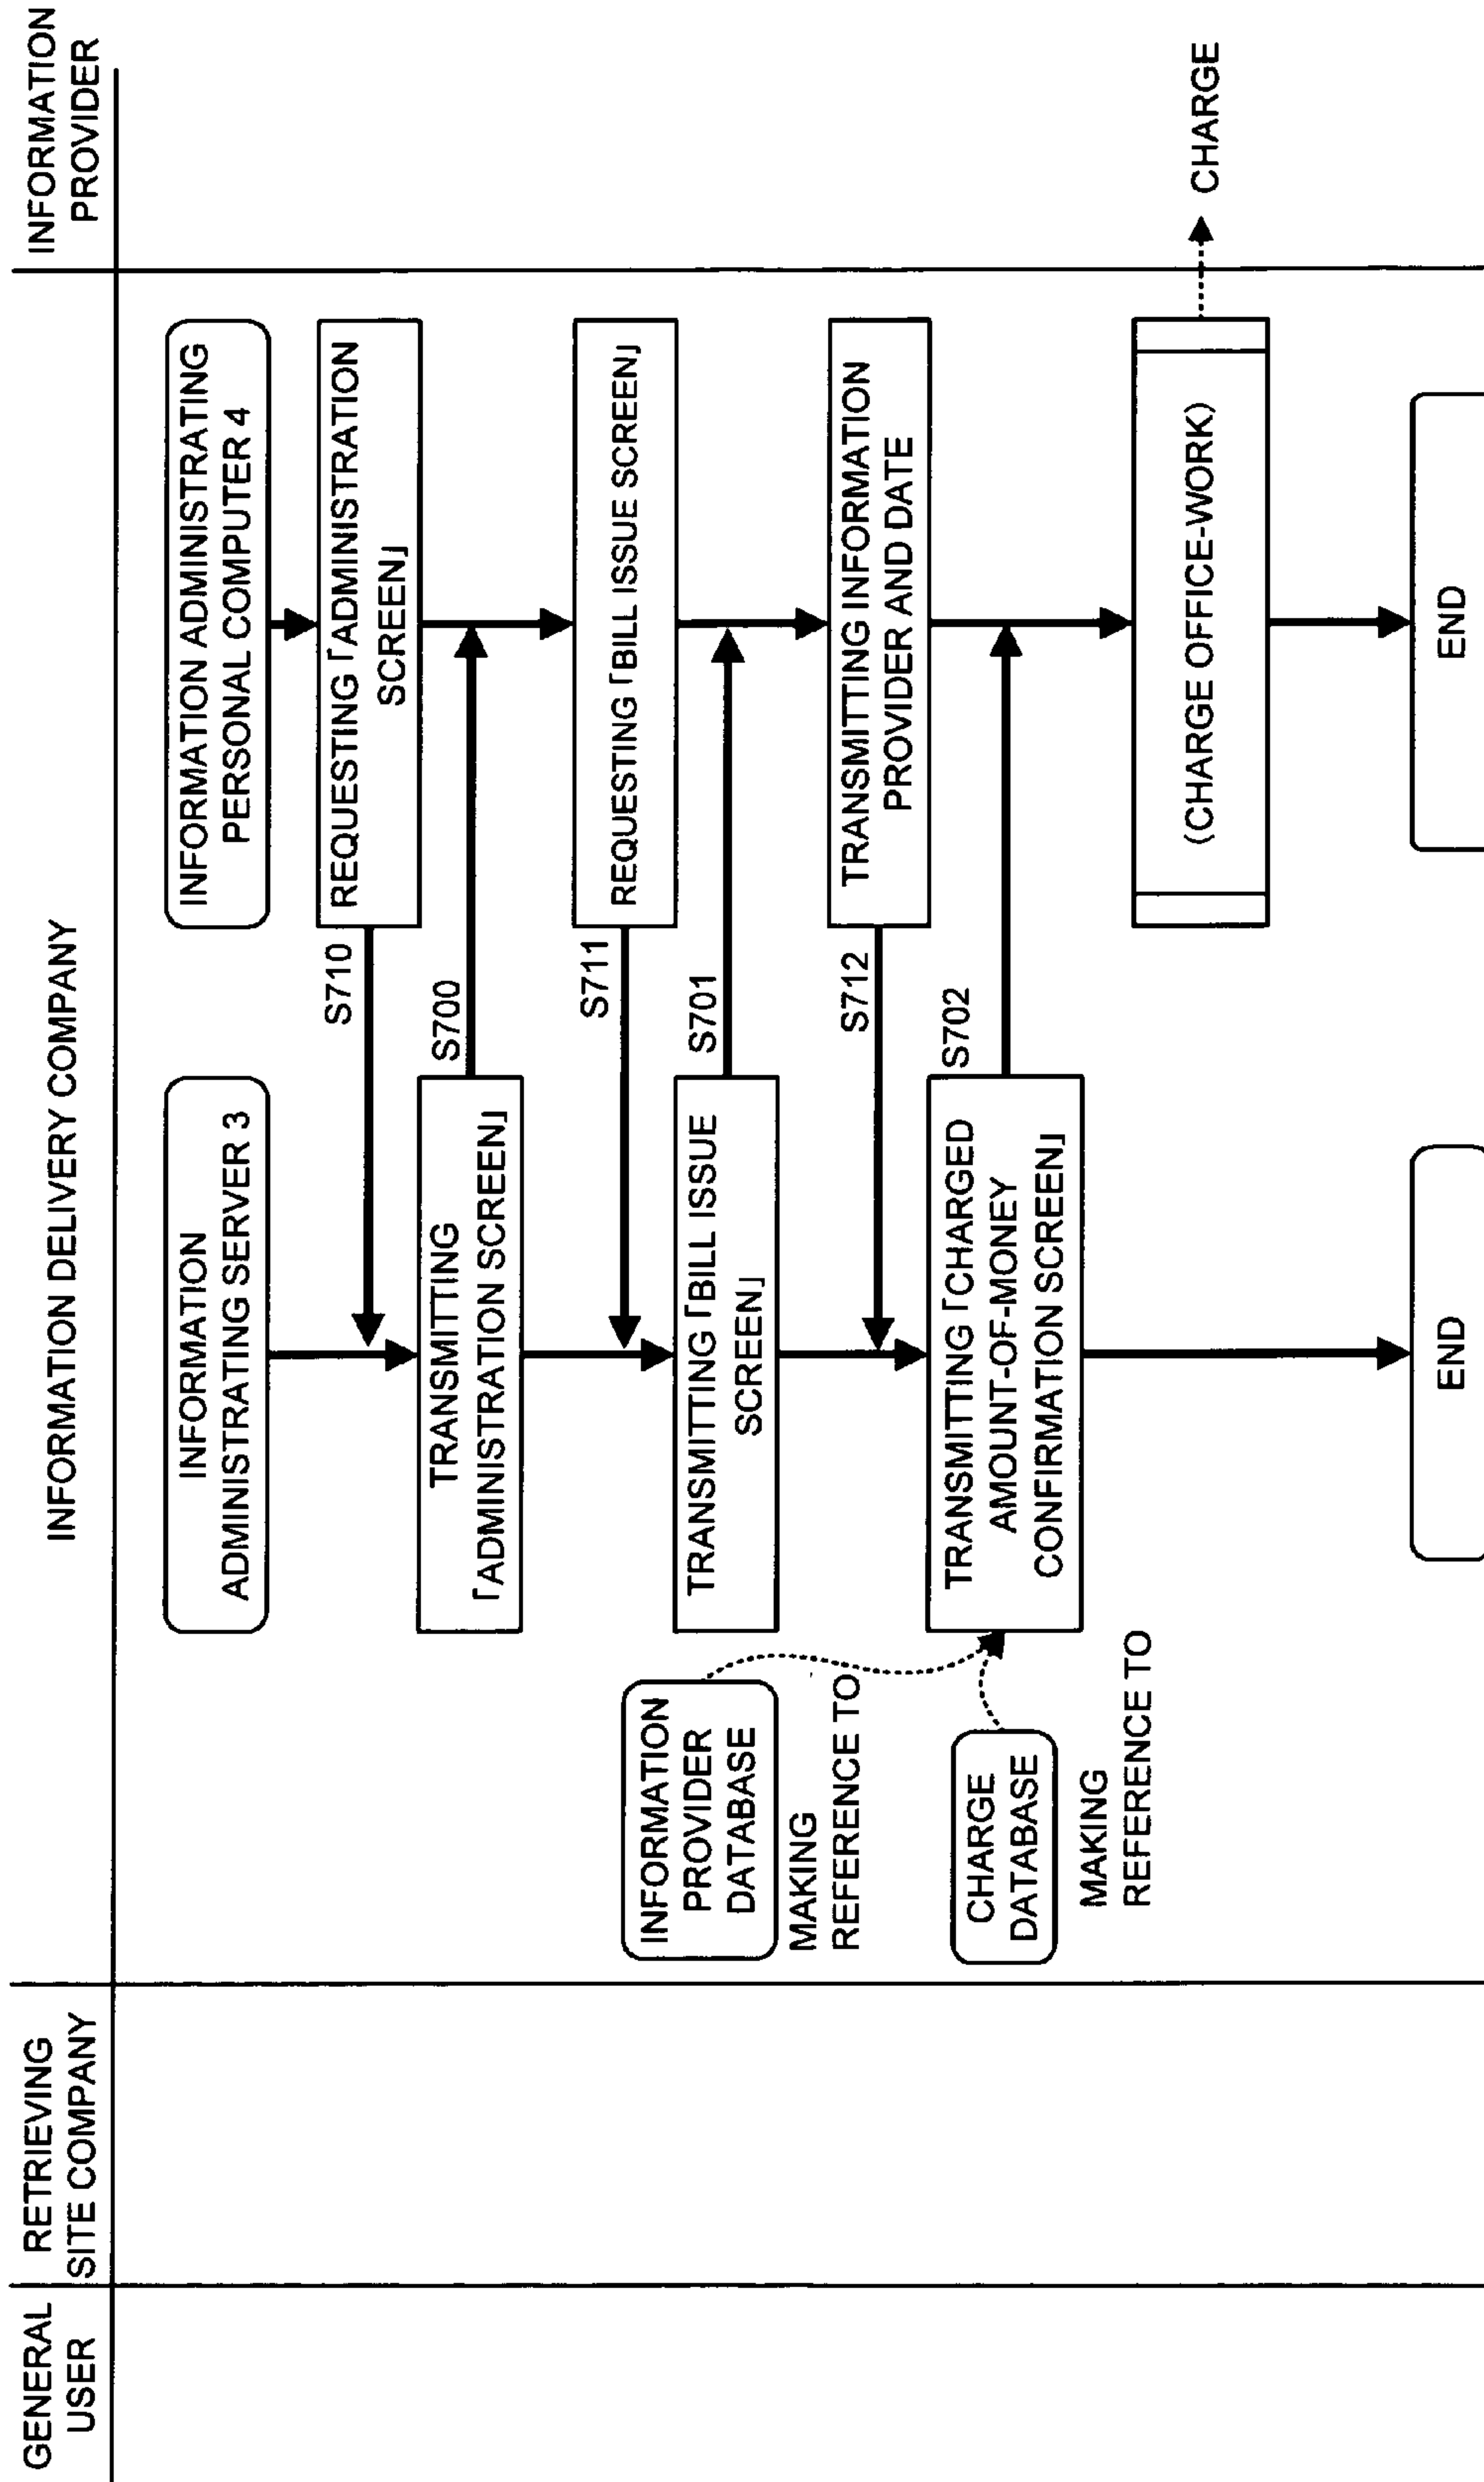 GENERAL
USER
RETRIEVING
SITE COMPANY
INFORMATION DELIVERY COMPANY
INFORMATION
PROVIDER
INFORMATION
ADMINISTRATING SERVER 3
INFORMATION ADMINISTRATING
PERSONAL COMPUTER 4
REQUESTING 「ADMINISTRATION
SCREEN」
S710
TRANSMITTING
「ADMINISTRATION SCREEN」
S700
REQUESTING 「BILL ISSUE SCREEN」
S711
TRANSMITTING 「BILL ISSUE
SCREEN」
S701
INFORMATION
PROVIDER
DATABASE
MAKING
REFERENCE TO
TRANSMITTING INFORMATION
PROVIDER AND DATE
S712
TRANSMITTING 「CHARGED
AMOUNT-OF-MONEY
CONFIRMATION SCREEN」
S702
CHARGE
DATABASE
MAKING
REFERENCE TO
(CHARGE OFFICE-WORK)
CHARGE
END
END